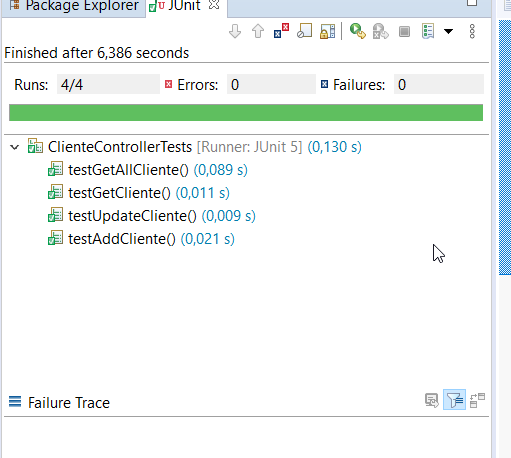 Package Explorer JUnit
Finished after 6,386 seconds
Runs: 4/4 Errors: 0 Failures: 0
ClienteControllerTests [Runner: JUnit 5] (0,130 s)
testGetAllCliente() (0,089 s)
testGetCliente() (0,011 s)
testUpdateCliente() (0,009 s)
testAddCliente() (0,021 s)
Failure Trace